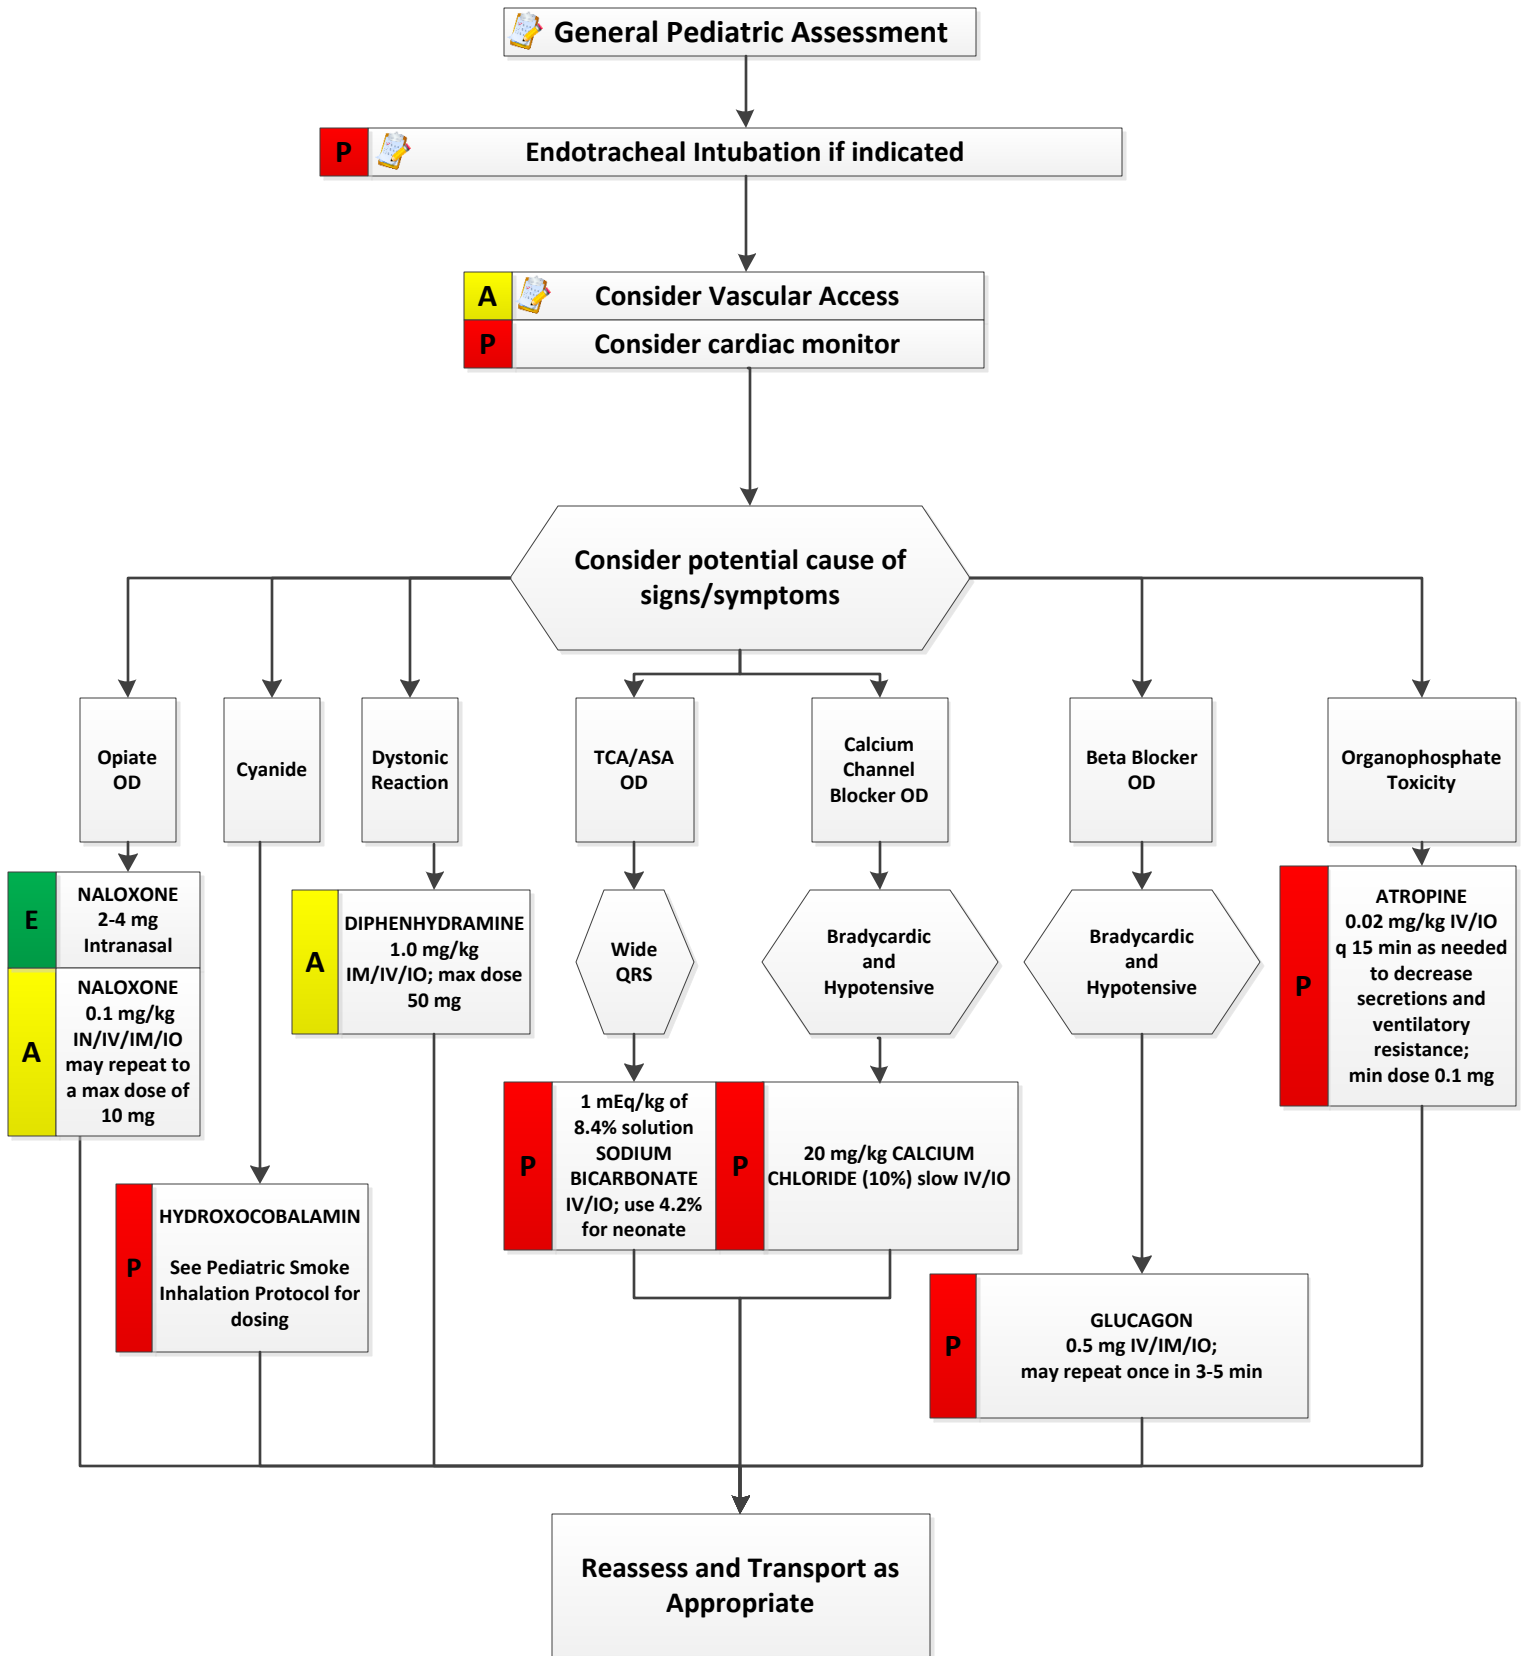 General Pediatric Assessment
P
Endotracheal Intubation if indicated
A
Consider Vascular Access
P
Consider cardiac monitor
Consider potential cause of
signs/symptoms
Opiate
OD
Cyanide
Dystonic
Reaction
TCA/ASA
OD
Calcium
Channel
Blocker OD
Beta Blocker
OD
Organophosphate
Toxicity
E
NALOXONE
2-4 mg
Intranasal
A
NALOXONE
0.1 mg/kg
IN/IV/IM/IO
may repeat to
a max dose of
10 mg
P
HYDROXOCOBALAMIN
See Pediatric Smoke
Inhalation Protocol for
dosing
A
DIPHENHYDRAMINE
1.0 mg/kg
IM/IV/IO; max dose
50 mg
Wide
QRS
P
1 mEq/kg of
8.4% solution
SODIUM
BICARBONATE
IV/IO; use 4.2%
for neonate
Bradycardic
and
Hypotensive
P
20 mg/kg CALCIUM
CHLORIDE (10%) slow IV/IO
Bradycardic
and
Hypotensive
P
GLUCAGON
0.5 mg IV/IM/IO;
may repeat once in 3-5 min
P
ATROPINE
0.02 mg/kg IV/IO
q 15 min as needed
to decrease
secretions and
ventilatory
resistance;
min dose 0.1 mg
Reassess and Transport as
Appropriate